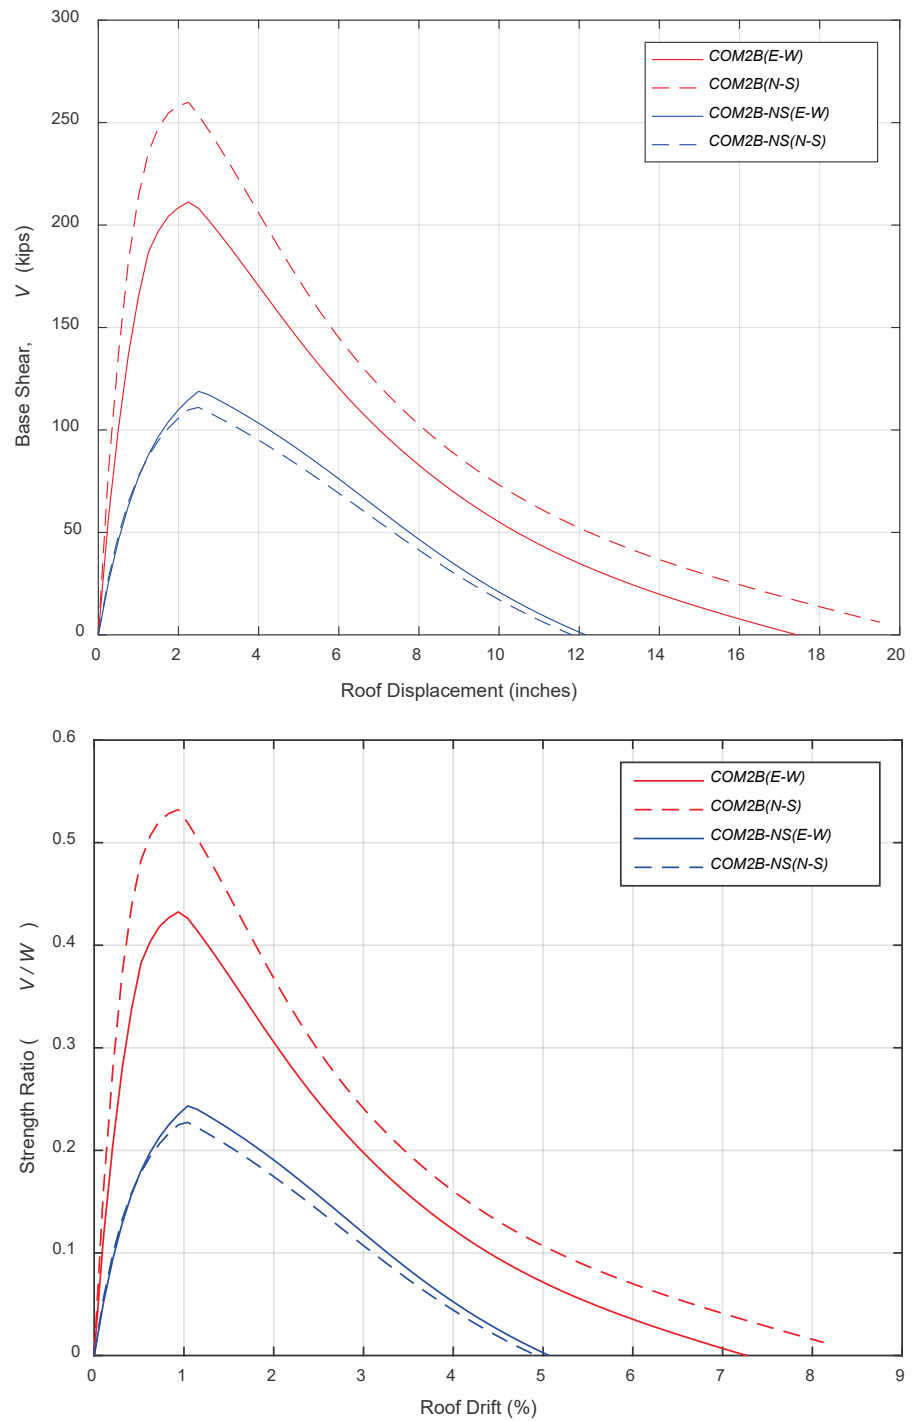 300
250
200
150
100
50
0
Base Shear, V (kips)
COM2B(E-W)
COM2B(N-S)
COM2B-NS(E-W)
COM2B-NS(N-S)
0 2 4 6 8 10 12 14 16 18 20
Roof Displacement (inches)
0.6
0.5
0.4
0.3
0.2
0.1
0
Strength Ratio ( V / W )
COM2B(E-W)
COM2B(N-S)
COM2B-NS(E-W)
COM2B-NS(N-S)
0 1 2 3 4 5 6 7 8 9
Roof Drift (%)